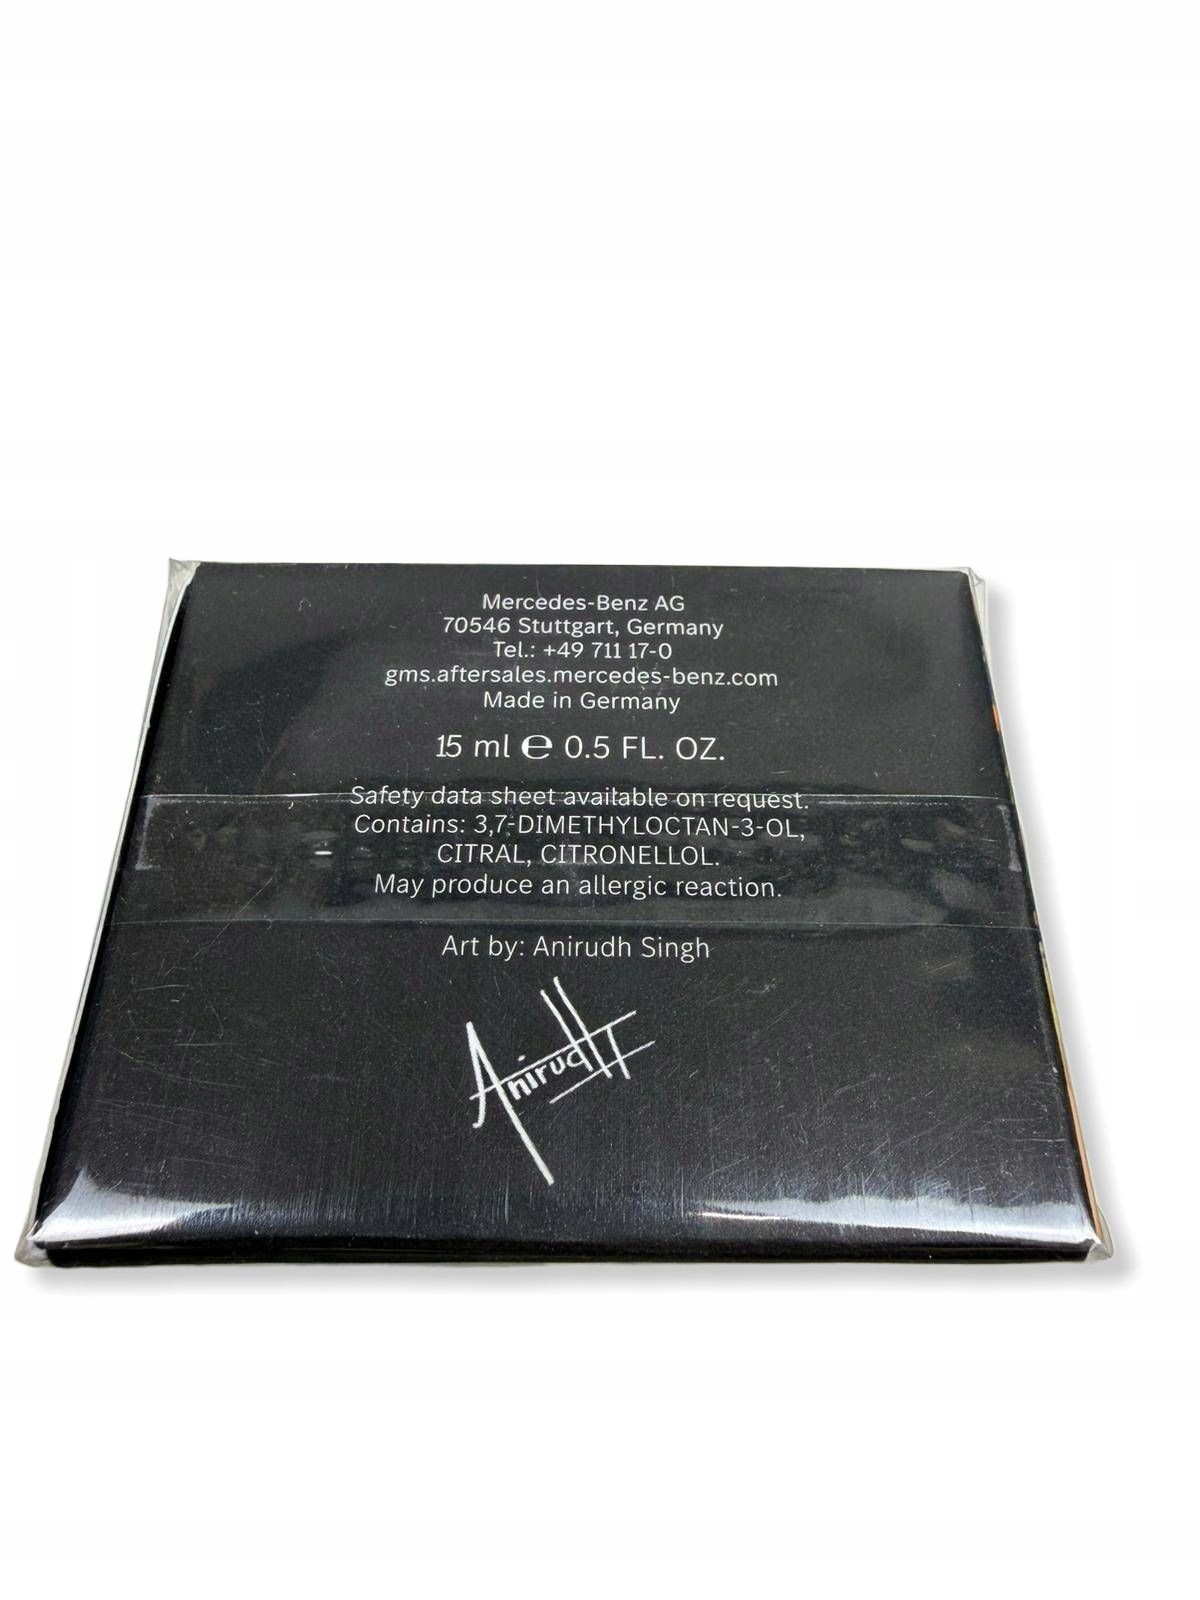 Mercedes-Benz AG
70546 Stuttgart, Germany
Tel.: +49 711 17-0
gms.aftersales.mercedes-benz.com
Made in Germany
15 ml ℮ 0.5 FL. OZ.
Safety data sheet available on request.
Contains: 3,7-DIMETHYLOCTAN-3-OL,
CITRAL, CITRONELLOL.
May produce an allergic reaction.
Art by: Anirudh Singh
Anirudh